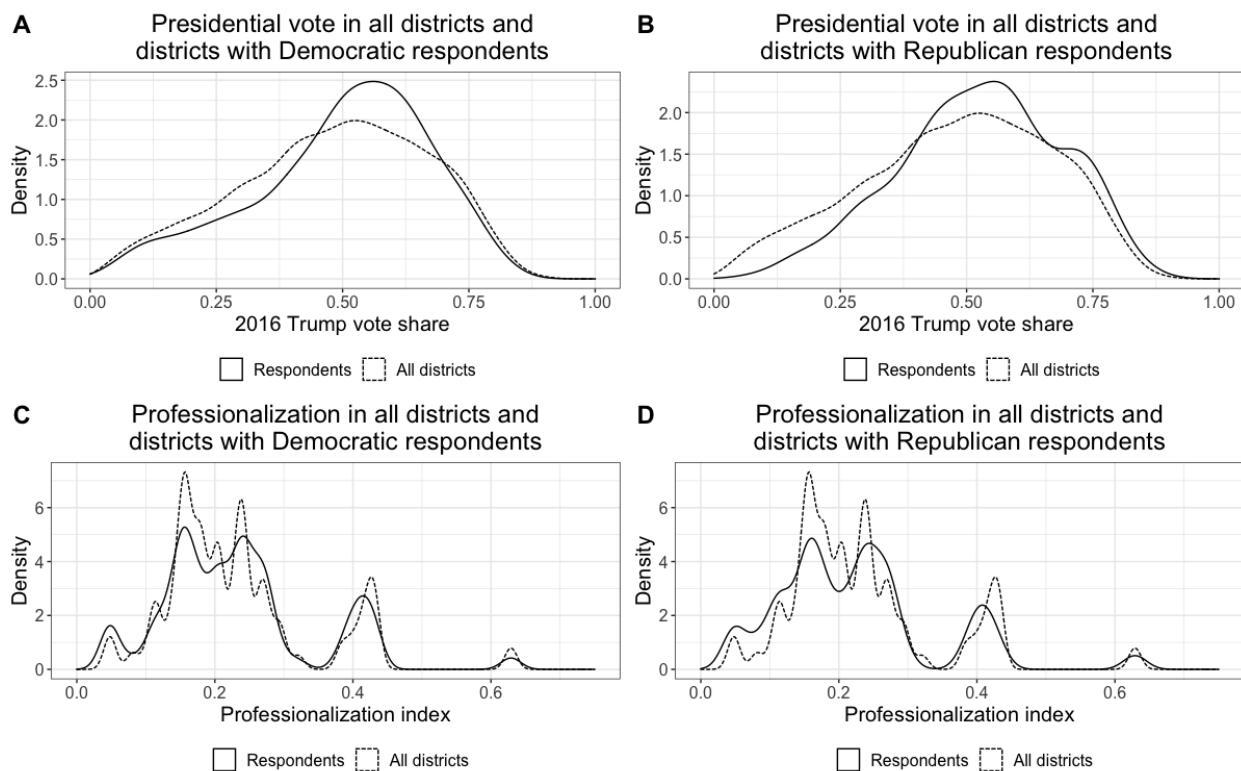 A
Presidential vote in all districts and
districts with Democratic respondents
2.5
2.0
1.5
1.0
0.5
0.0
Density
0.00
0.25
0.50
0.75
1.00
2016 Trump vote share
Respondents
All districts
B
Presidential vote in all districts and
districts with Republican respondents
2.0
1.5
1.0
0.5
0.0
Density
0.00
0.25
0.50
0.75
1.00
2016 Trump vote share
Respondents
All districts
C
Professionalization in all districts and
districts with Democratic respondents
6
4
2
0
Density
0.0
0.2
0.4
0.6
Professionalization index
Respondents
All districts
D
Professionalization in all districts and
districts with Republican respondents
6
4
2
0
Density
0.0
0.2
0.4
0.6
Professionalization index
Respondents
All districts